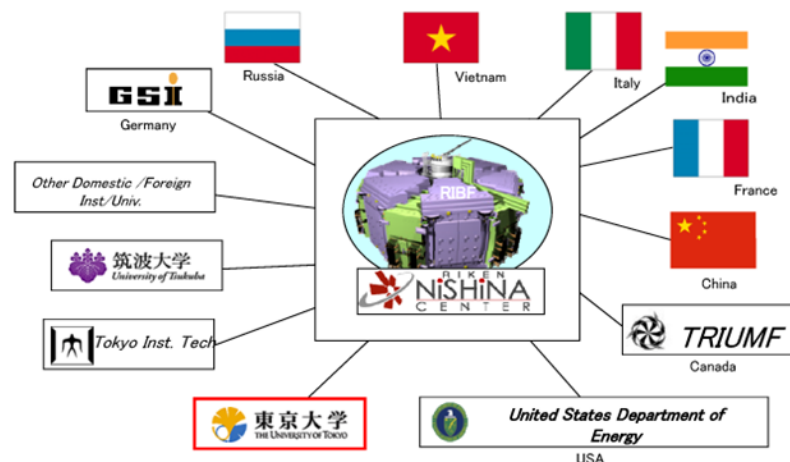 Russia
Vietnam
Italy
India
GSI
Germany
France
Other Domestic /Foreign
Inst/Univ.
RIBF
筑波大学
University of Tsukuba
China
RIKEN
NiSHiNA
CENTER
Tokyo Inst. Tech
TRIUMF
Canada
東京大学
THE UNIVERSITY OF TOKYO
United States Department of
Energy
USA